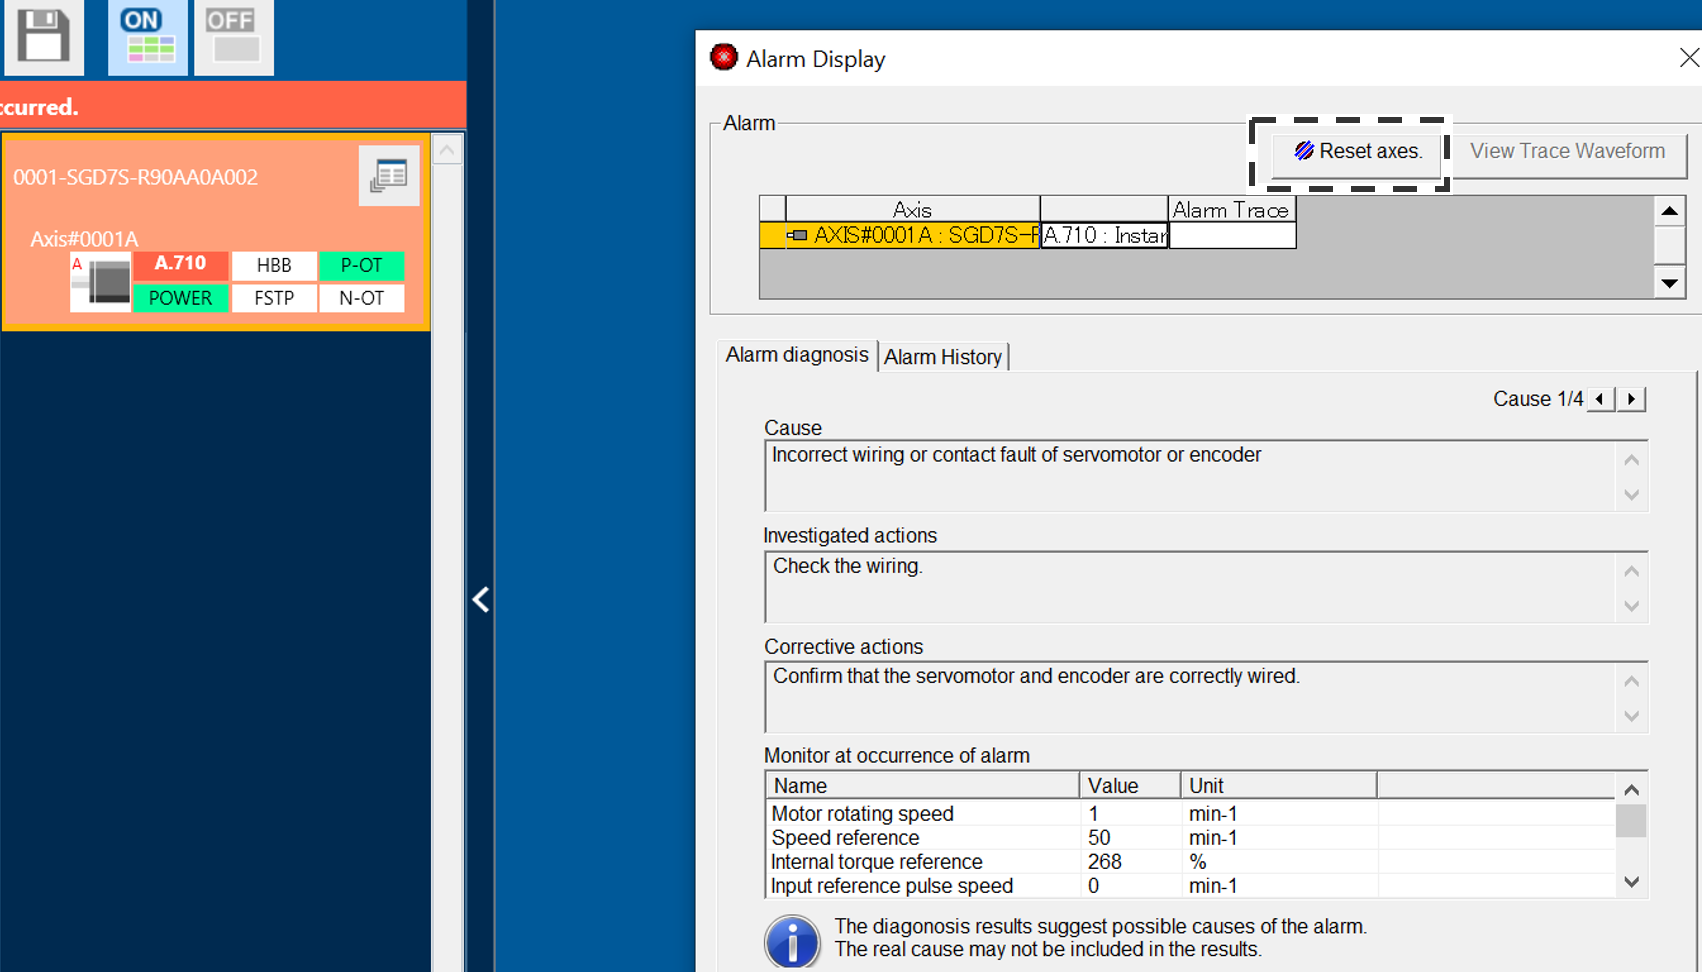 ON
OFF
ccurred.
0001-SGD7S-R90AA0A002
Axis#0001A
A
A.710
HBB
P-OT
POWER
FSTP
N-OT
Alarm Display
Alarm
Reset axes.
View Trace Waveform
Axis
Alarm Trace
AXIS#0001A : SGD7S-F
A.710 : Instar
Alarm diagnosis
Alarm History
Cause 1/4
Cause
Incorrect wiring or contact fault of servomotor or encoder
Investigated actions
Check the wiring.
Corrective actions
Confirm that the servomotor and encoder are correctly wired.
Monitor at occurrence of alarm
Name Value Unit
Motor rotating speed 1 min-1
Speed reference 50 min-1
Internal torque reference 268 %
Input reference pulse speed 0 min-1
The diagonosis results suggest possible causes of the alarm.
The real cause may not be included in the results.